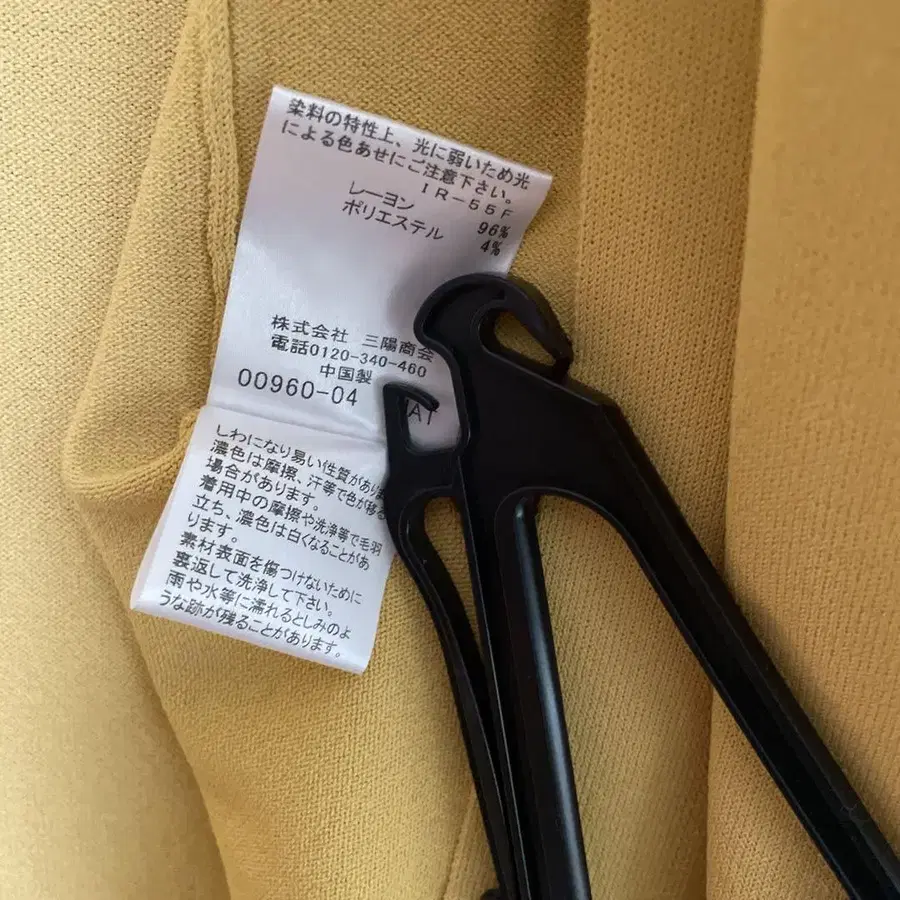 染料の特性上、光に弱いため光
による色あせにご注意下さい。
IR-55F
レーヨン 96%
ポリエステル 4%
株式会社 三陽商会
電話0120-340-460
中国製
00960-04
しわになり易い性質があり
濃色は摩擦、汗等で色が移る
場合があります。
着用中の摩擦や洗浄等で毛羽
立ち、濃色は白くなることがあ
ります。
素材表面を傷つけないために
裏返して洗浄して下さい。
雨や水等に濡れるとしみのよ
うな跡が残ることがあります。